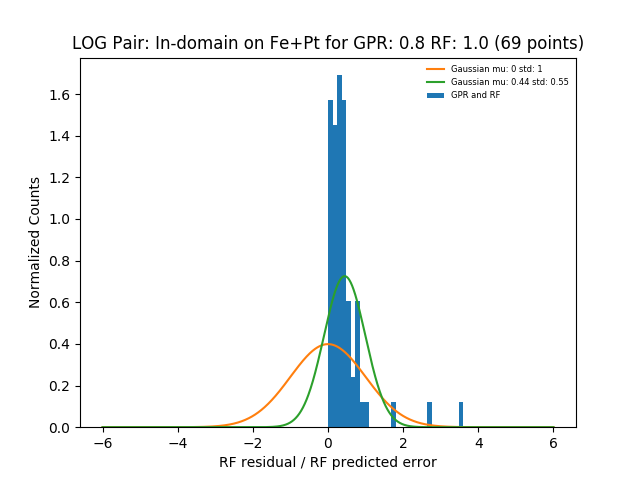 LOG Pair: In-domain on Fe+Pt for GPR: 0.8 RF: 1.0 (69 points)
Gaussian mu: 0 std: 1
Gaussian mu: 0.44 std: 0.55
GPR and RF
Normalized Counts
1.6
1.4
1.2
1.0
0.8
0.6
0.4
0.2
0.0
−6 −4 −2 0 2 4 6
RF residual / RF predicted error